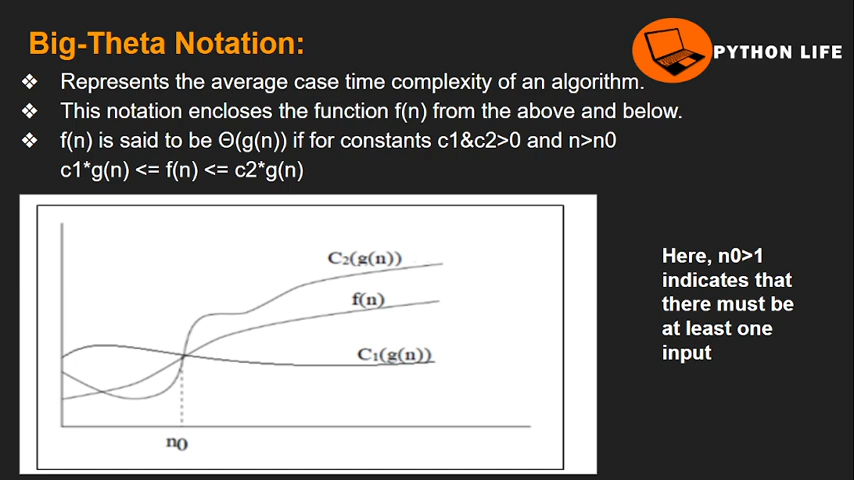 Big-Theta Notation:
PYTHON LIFE
❖ Represents the average case time complexity of an algorithm.
❖ This notation encloses the function f(n) from the above and below.
❖ f(n) is said to be Θ(g(n)) if for constants c1&c2>0 and n>n0
c1*g(n) <= f(n) <= c2*g(n)
C₂(g(n))
f(n)
C₁(g(n))
n₀
Here, n0>1
indicates that
there must be
at least one
input